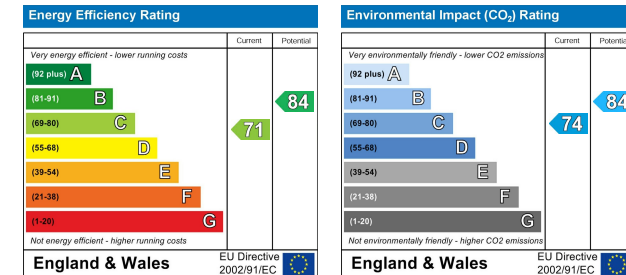 Energy Efficiency Rating
Current Potential
Very energy efficient - lower running costs
(92 plus) A
(81-91) B
84
(69-80) C
71
(55-68) D
(39-54) E
(21-38) F
(1-20) G
Not energy efficient - higher running costs
England & Wales
EU Directive
2002/91/EC
Environmental Impact (CO₂) Rating
Current Potential
Very environmentally friendly - lower CO2 emissions
(92 plus) A
(81-91) B
84
(69-80) C
74
(55-68) D
(39-54) E
(21-38) F
(1-20) G
Not environmentally friendly - higher CO2 emissions
England & Wales
EU Directive
2002/91/EC